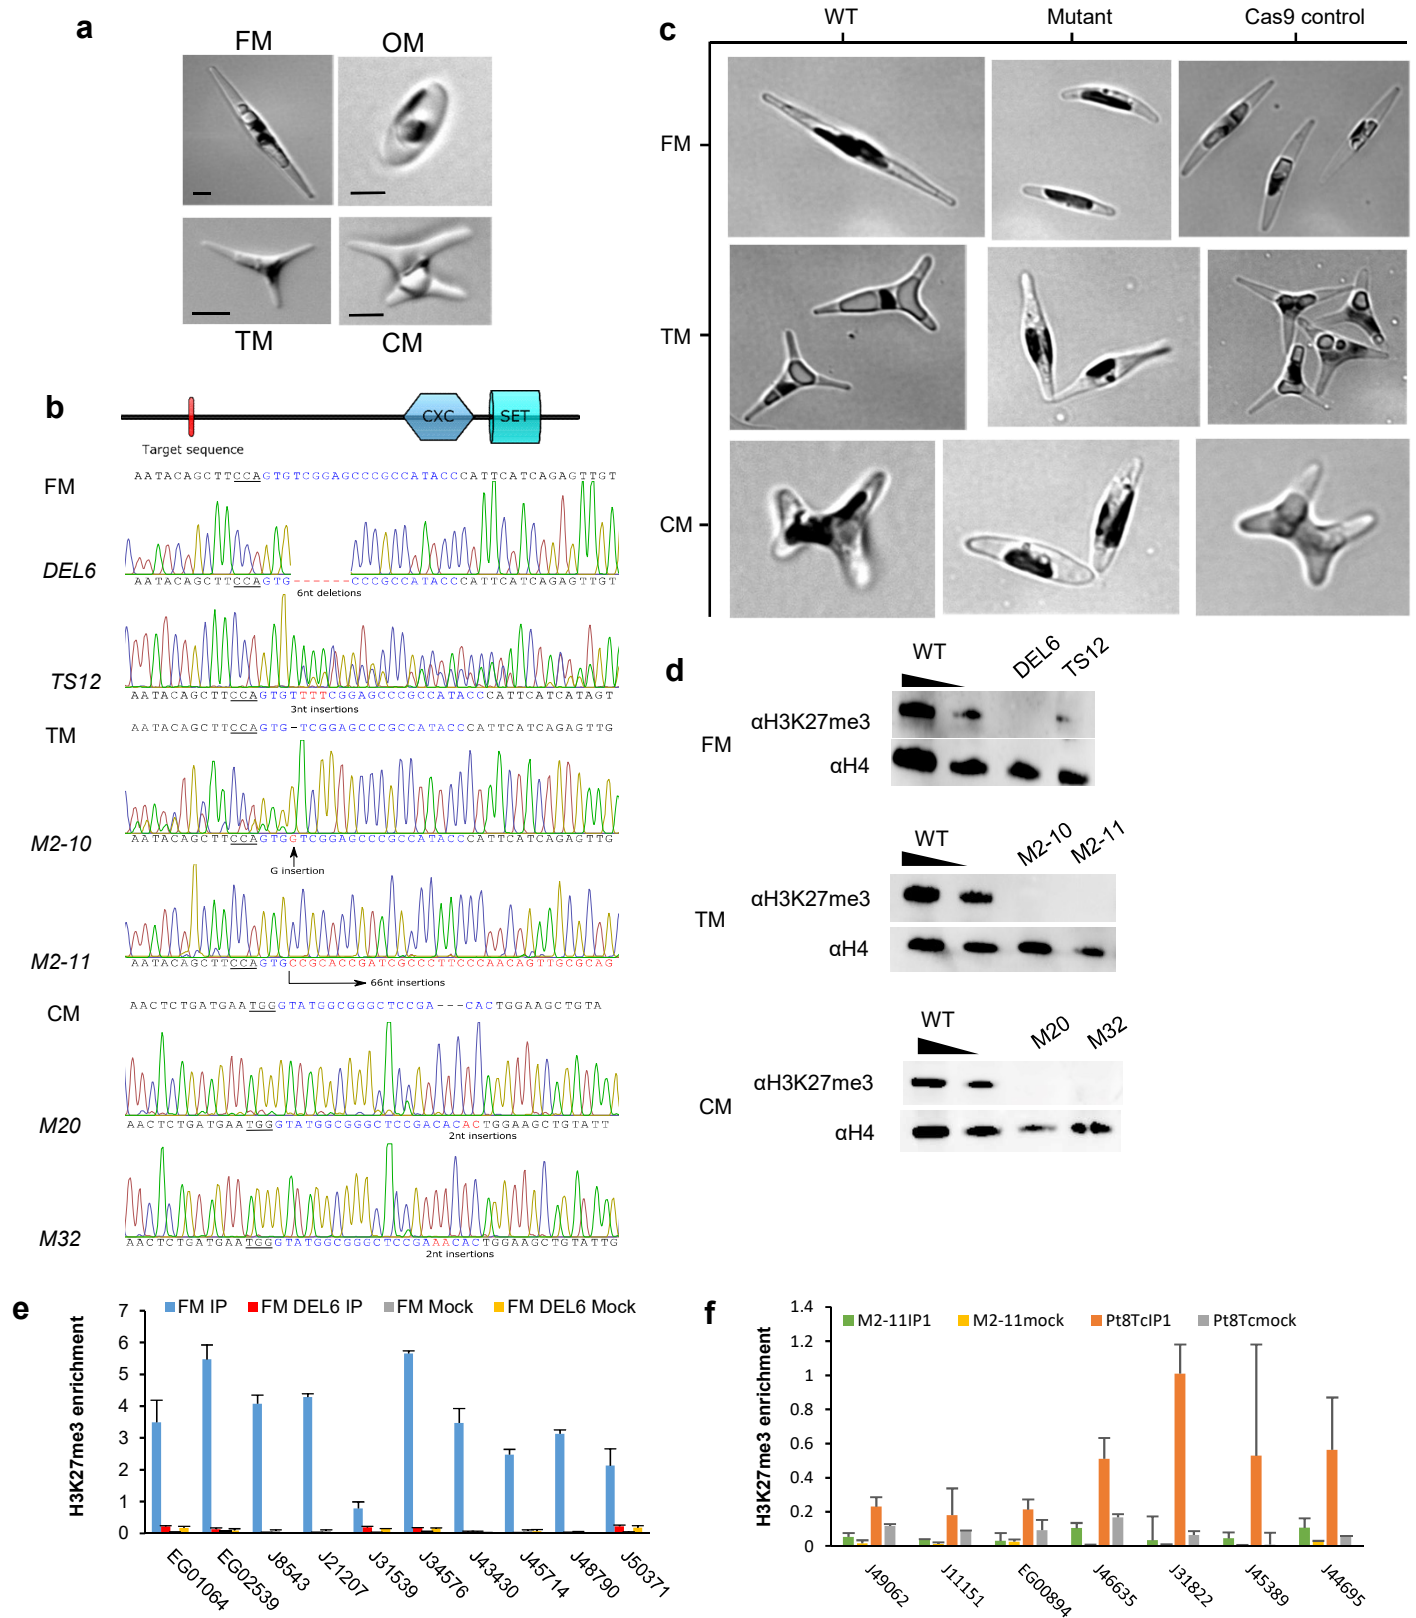 a
FM
OM
TM
CM
b
CXC
SET
Target sequence
FM
AATACAGCTTCCAGTGTCGGAGCCCGCCATACCCATTCATCAGAGTTGT
DEL6
AATACAGCTTCCAGTG------CCCGCCATACCCATTCATCAGAGTTGT
6nt deletions
TS12
AATACAGCTTCCAGTGTTTTCGGAGCCCGCCATACCCATTCATCATAGT
3nt insertions
TM
AATACAGCTTCCAGTG-TCGGAGCCCGCCATACCCATTCATCAGAGTTG
M2-10
AATACAGCTTCCAGTGGTCGGAGCCCGCCATACCCATTCATCAGAGTTG
G insertion
M2-11
AATACAGCTTCCAGTGCCGCACCGATCGCCCTTCCCAACAGTTGCGCAG
66nt insertions
CM
AACTCTGATGAATGGGTATGGCGGGCTCCGA---CACTGGAAGCTGTA
M20
AACTCTGATGAATGGGTATGGCGGGCTCCGACACACTGGAAGCTGTATT
2nt insertions
M32
AACTCTGATGAATGGGTATGGCGGGCTCCGAAACACTGGAAGCTGTATTG
2nt insertions
c
WT
Mutant
Cas9 control
FM
TM
CM
d
WT
DEL6
TS12
FM
αH3K27me3
αH4
WT
M2-10
M2-11
TM
αH3K27me3
αH4
WT
M20
M32
CM
αH3K27me3
αH4
e
FM IP
FM DEL6 IP
FM Mock
FM DEL6 Mock
H3K27me3 enrichment
7
6
5
4
3
2
1
0
EG01064
EG02539
J8543
J21207
J31539
J34576
J43430
J45714
J48790
J50371
f
M2-11IP1
M2-11mock
Pt8TcIP1
Pt8Tcmock
H3K27me3 enrichment
1.4
1.2
1
0.8
0.6
0.4
0.2
0
J49062
J11151
EG00894
J46635
J31822
J45389
J44695